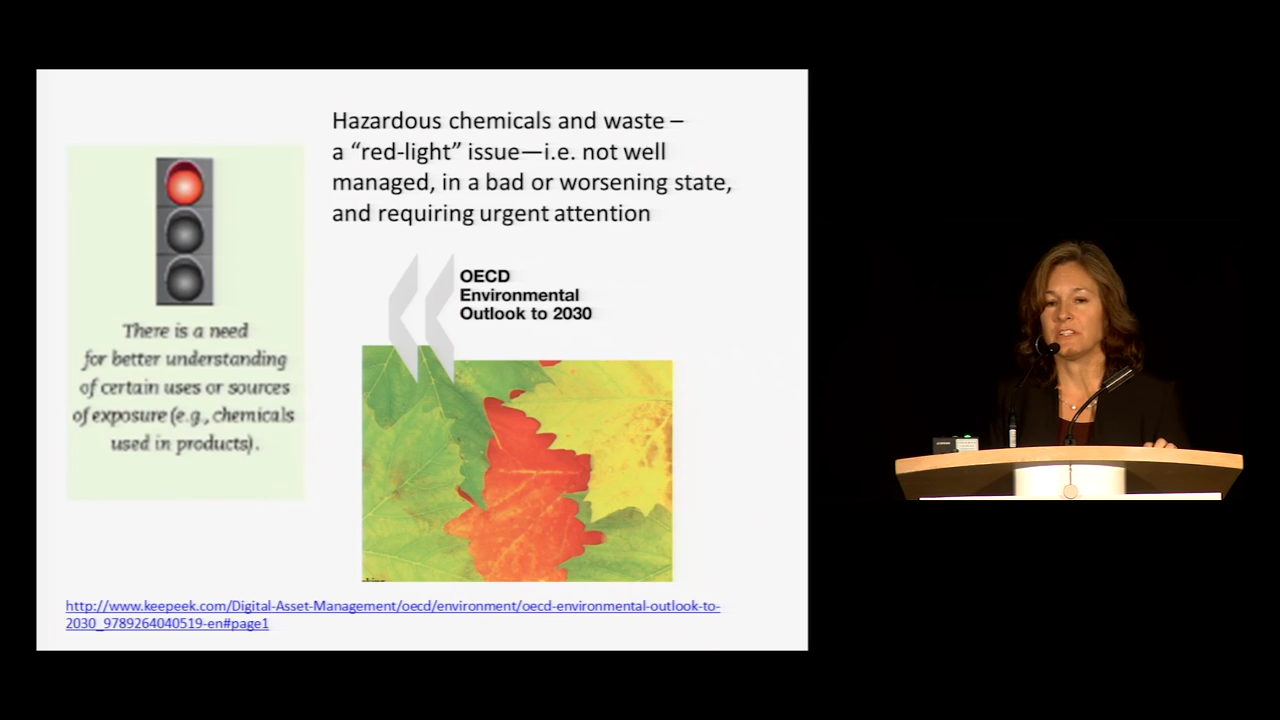 Hazardous chemicals and waste –
a “red-light” issue—i.e. not well
managed, in a bad or worsening state,
and requiring urgent attention
There is a need
for better understanding
of certain uses or sources
of exposure (e.g., chemicals
used in products).
OECD
Environmental
Outlook to 2030
http://www.keepeek.com/Digital-Asset-Management/oecd/environment/oecd-environmental-outlook-to-
2030_9789264040519-en#page1